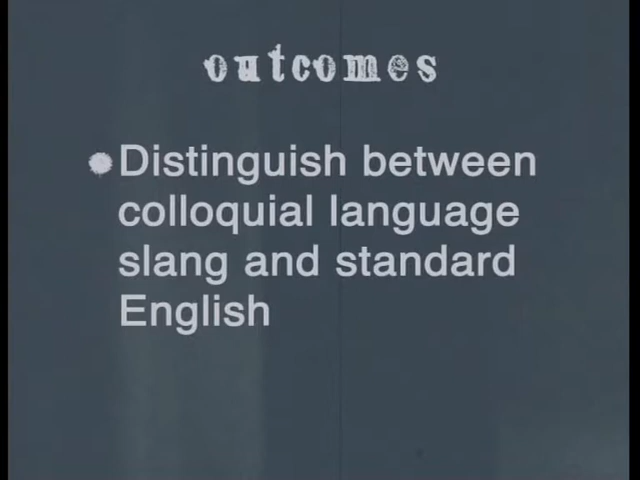 outcomes
Distinguish between
colloquial language
slang and standard
English